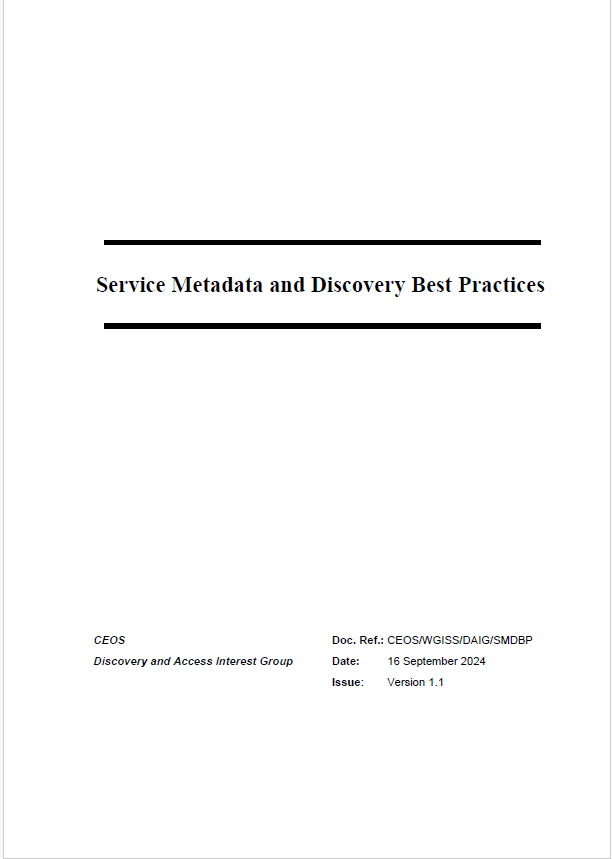 Service Metadata and Discovery Best Practices
CEOS
Discovery and Access Interest Group
Doc. Ref.: CEOS/WGISS/DAIG/SMDBP
Date: 16 September 2024
Issue: Version 1.1